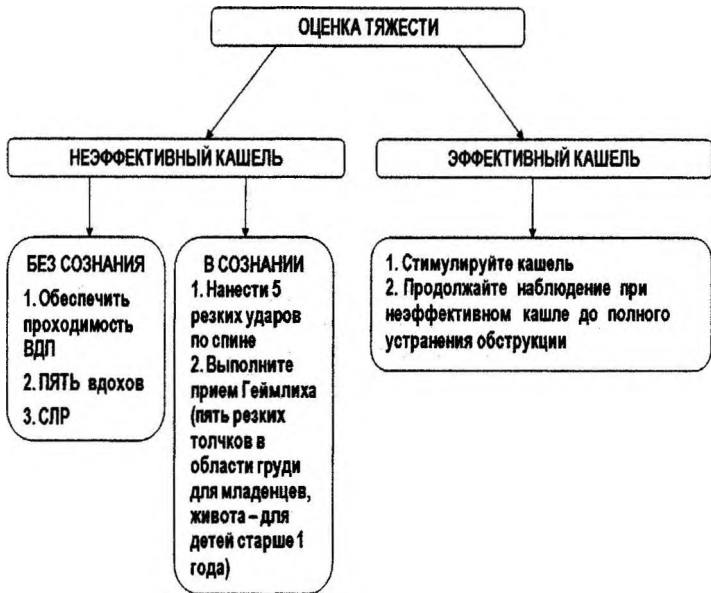 ОЦЕНКА ТЯЖЕСТИ
НЕЭФФЕКТИВНЫЙ КАШЕЛЬ
ЭФФЕКТИВНЫЙ КАШЕЛЬ
БЕЗ СОЗНАНИЯ
1. Обеспечить
проходимость
ВДП
2. ПЯТЬ вдохов
3. СЛР
В СОЗНАНИИ
1. Нанести 5
резких ударов
по спине
2. Выполните
прием Геймлиха
(пять резких
толчков в
области груди
для младенцев,
живота – для
детей старше 1
года)
1. Стимулируйте кашель
2. Продолжайте наблюдение при
неэффективном кашле до полного
устранения обструкции